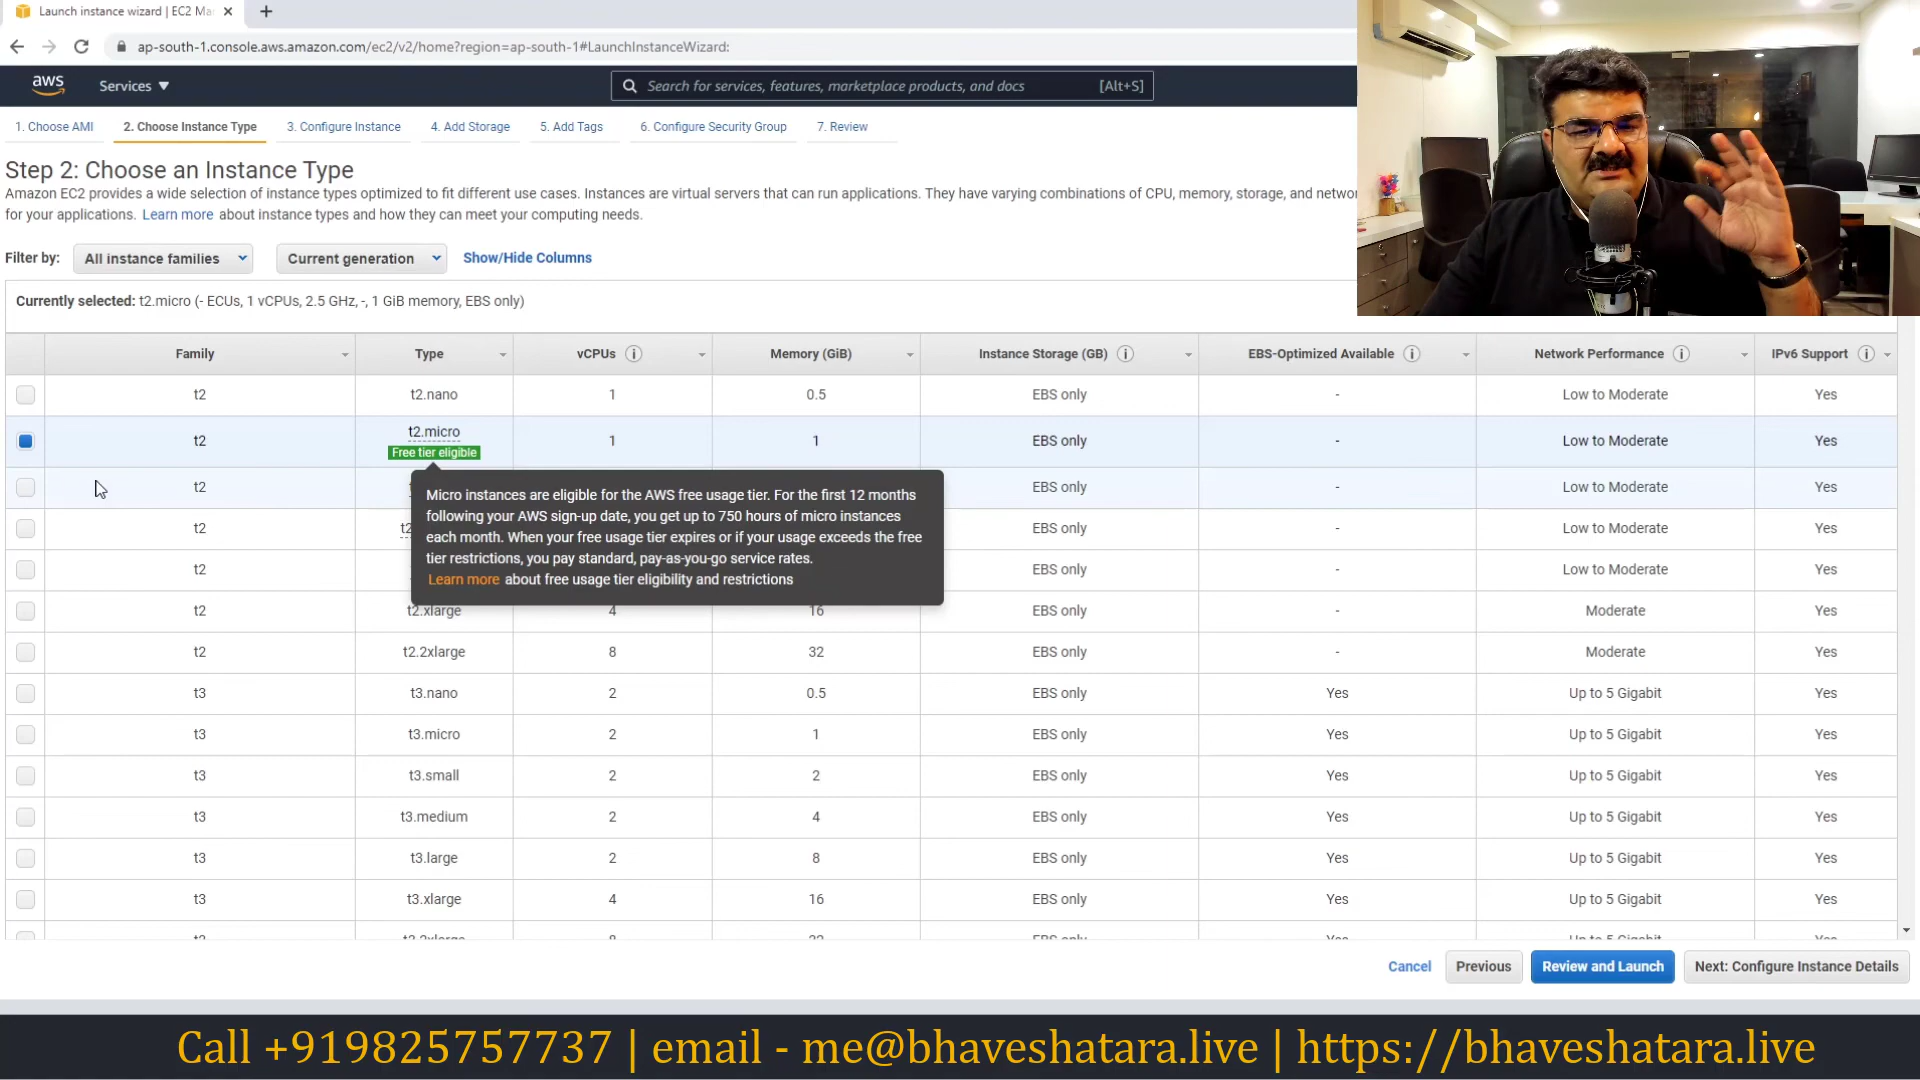 Launch instance wizard | EC2 Ma
ap-south-1.console.aws.amazon.com/ec2/v2/home?region=ap-south-1#LaunchInstanceWizard:
aws Services Search for services, features, marketplace products, and docs [Alt+S]
1. Choose AMI 2. Choose Instance Type 3. Configure Instance 4. Add Storage 5. Add Tags 6. Configure Security Group 7. Review
Step 2: Choose an Instance Type
Amazon EC2 provides a wide selection of instance types optimized to fit different use cases. Instances are virtual servers that can run applications. They have varying combinations of CPU, memory, storage, and networ
for your applications. Learn more about instance types and how they can meet your computing needs.
Filter by: All instance families Current generation Show/Hide Columns
Currently selected: t2.micro (- ECUs, 1 vCPUs, 2.5 GHz, -, 1 GiB memory, EBS only)
Family Type vCPUs Memory (GiB) Instance Storage (GB) EBS-Optimized Available Network Performance IPv6 Support
t2 t2.nano 1 0.5 EBS only - Low to Moderate Yes
t2 t2.micro 1 1 EBS only - Low to Moderate Yes
Free tier eligible
t2 EBS only - Low to Moderate Yes
t2 EBS only - Low to Moderate Yes
t2 EBS only - Low to Moderate Yes
Micro instances are eligible for the AWS free usage tier. For the first 12 months
following your AWS sign-up date, you get up to 750 hours of micro instances
each month. When your free usage tier expires or if your usage exceeds the free
tier restrictions, you pay standard, pay-as-you-go service rates.
Learn more about free usage tier eligibility and restrictions
t2 t2.xlarge 4 16 EBS only - Moderate Yes
t2 t2.2xlarge 8 32 EBS only - Moderate Yes
t3 t3.nano 2 0.5 EBS only Yes Up to 5 Gigabit Yes
t3 t3.micro 2 1 EBS only Yes Up to 5 Gigabit Yes
t3 t3.small 2 2 EBS only Yes Up to 5 Gigabit Yes
t3 t3.medium 2 4 EBS only Yes Up to 5 Gigabit Yes
t3 t3.large 2 8 EBS only Yes Up to 5 Gigabit Yes
t3 t3.xlarge 4 16 EBS only Yes Up to 5 Gigabit Yes
Cancel Previous Review and Launch Next: Configure Instance Details
Call +919825757737 | email - me@bhaveshatara.live | https://bhaveshatara.live